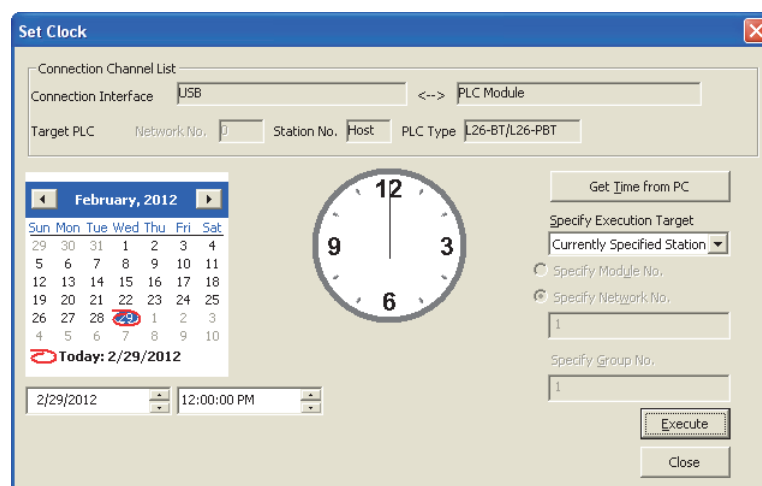 Set Clock
Connection Channel List
Connection Interface USB <--> PLC Module
Target PLC Network No. 0 Station No. Host PLC Type L26-BT/L26-PBT
February, 2012
Sun Mon Tue Wed Thu Fri Sat
29 30 31 1 2 3 4
5 6 7 8 9 10 11
12 13 14 15 16 17 18
19 20 21 22 23 24 25
26 27 28 29 1 2 3
4 5 6 7 8 9 10
Today: 2/29/2012
2/29/2012 12:00:00 PM
12
9 3
6
Get Time from PC
Specify Execution Target
Currently Specified Station
Specify Module No.
Specify Network No.
1
Specify Group No.
1
Execute
Close